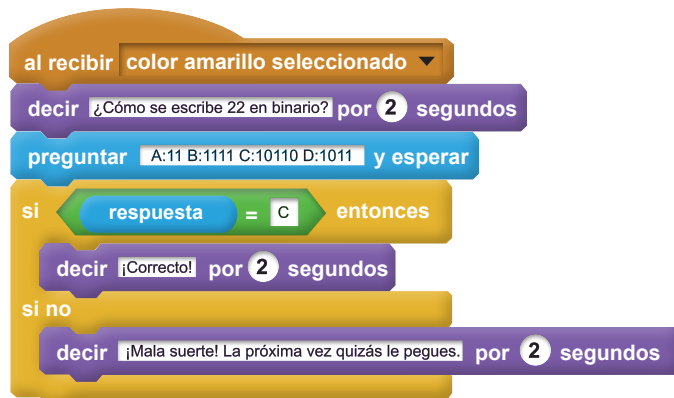 al recibir color amarillo seleccionado
decir ¿Cómo se escribe 22 en binario? por 2 segundos
preguntar A:11 B:1111 C:10110 D:1011 y esperar
si respuesta = C entonces
decir ¡Correcto! por 2 segundos
si no
decir ¡Mala suerte! La próxima vez quizás le pegues. por 2 segundos